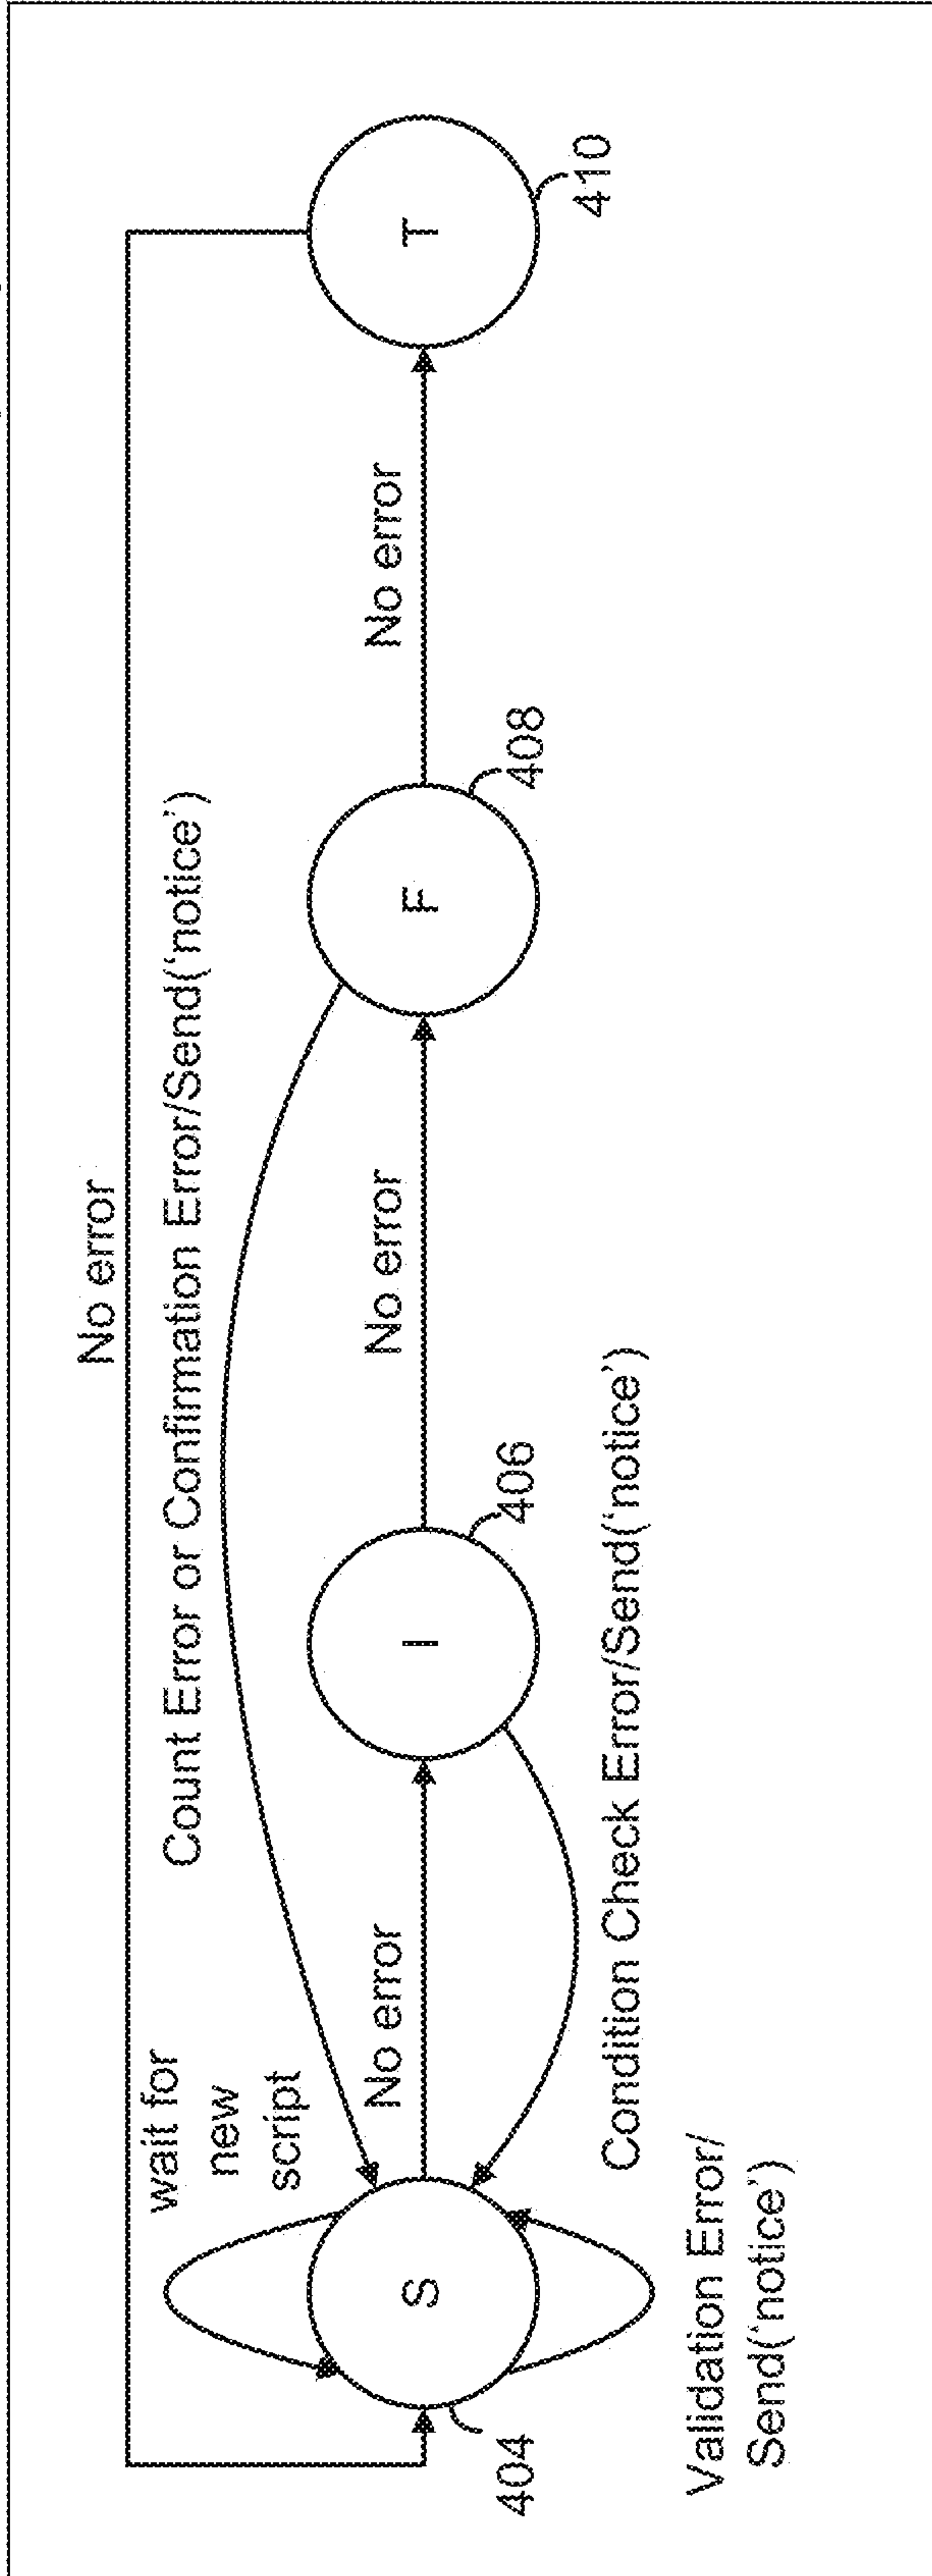 No error
Count Error or Confirmation Error/Send('notice')
wait for
new
script
No error
No error
No error
S
I
F
T
404
406
408
410
Condition Check Error/Send('notice')
Validation Error/
Send('notice')